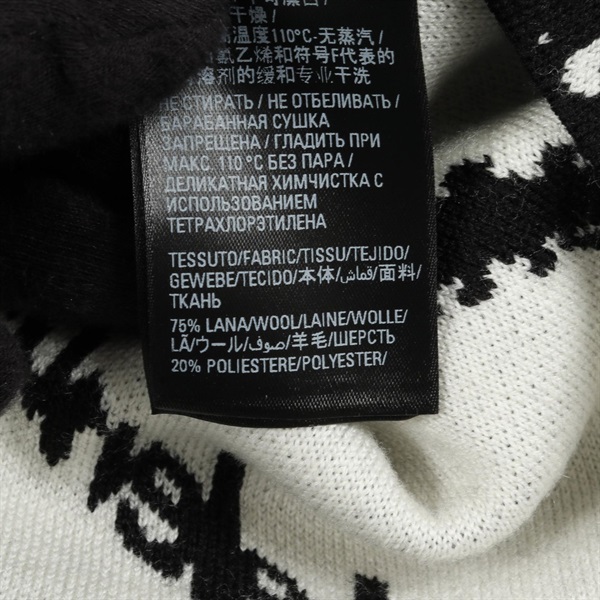 干燥/
温度110°C-无蒸汽/
氯乙烯和符号F代表的
溶剂的缓和专业干洗
НЕ СТИРАТЬ / НЕ ОТБЕЛИВАТЬ /
БАРАБАННАЯ СУШКА
ЗАПРЕЩЕНА / ГЛАДИТЬ ПРИ
МАКС. 110 °C БЕЗ ПАРА /
ДЕЛИКАТНАЯ ХИМЧИСТКА С
ИСПОЛЬЗОВАНИЕМ
ТЕТРАХЛОРЭТИЛЕНА
TESSUTO/FABRIC/TISSU/TEJIDO/
GEWEBE/TECIDO/本体/قماش/面料/
ТКАНЬ
75% LANA/WOOL/LAINE/WOLLE/
LÃ/ウール/صوف/羊毛/ШЕРСТЬ
20% POLIESTERE/POLYESTER/